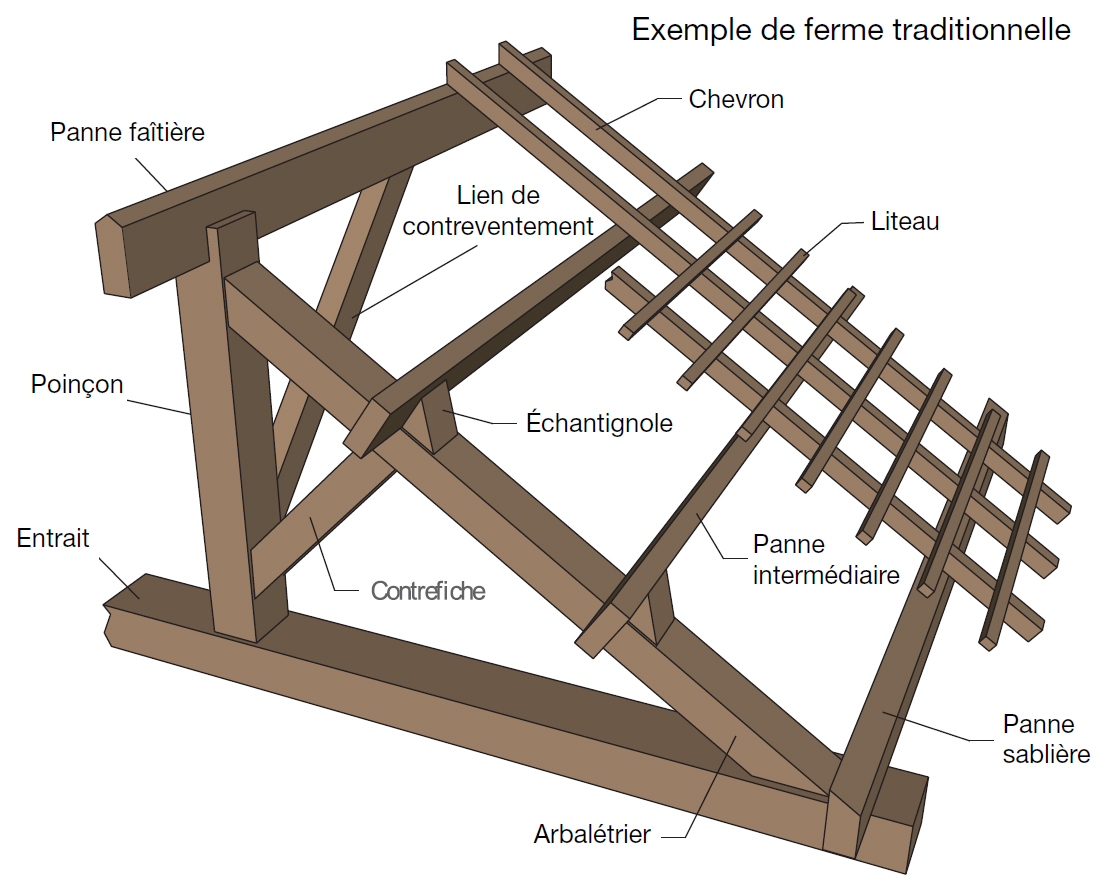 Exemple de ferme traditionnelle
Chevron
Panne faîtière
Lien de
contreventement
Liteau
Poinçon
Échantignole
Entrait
Panne
intermédiaire
Contrefiche
Panne
sablière
Arbalétrier